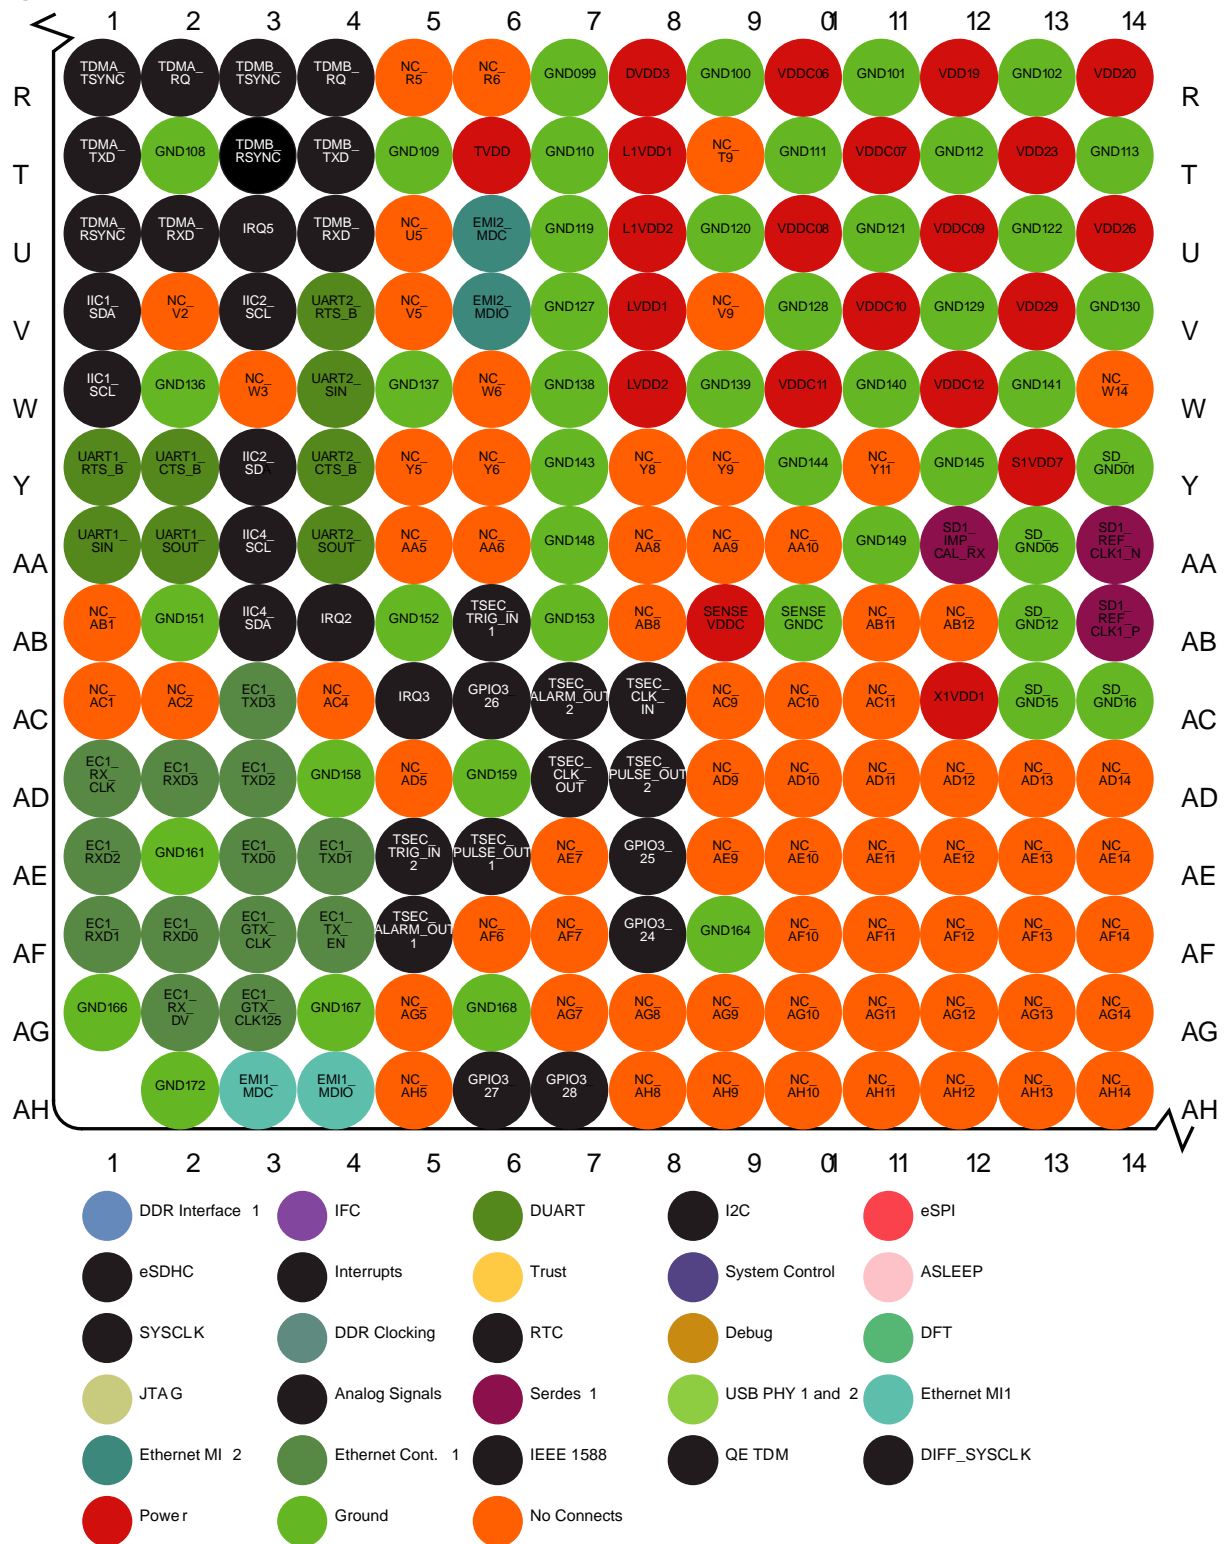 1 2 3 4 5 6 7 8 9 10 11 12 13 14
R TDMA_TSYNC TDMA_RQ TDMB_TSYNC TDMB_RQ NC_R5 NC_R6 GND099 DVDD3 GND100 VDDC06 GND101 VDD19 GND102 VDD20 R
T TDMA_TXD GND108 TDMB_RSYNC TDMB_TXD GND109 TVDD GND110 L1VDD1 NC_T9 GND111 VDDC07 GND112 VDD23 GND113 T
U TDMA_RSYNC TDMA_RXD IRQ5 TDMB_RXD NC_U5 EMI2_MDC GND119 L1VDD2 GND120 VDDC08 GND121 VDDC09 GND122 VDD26 U
V IIC1_SDA NC_V2 IIC2_SCL UART2_RTS_B NC_V5 EMI2_MDIO GND127 LVDD1 NC_V9 GND128 VDDC10 GND129 VDD29 GND130 V
W IIC1_SCL GND136 NC_W3 UART2_SIN GND137 NC_W6 GND138 LVDD2 GND139 VDDC11 GND140 VDDC12 GND141 NC_W14 W
Y UART1_RTS_B UART1_CTS_B IIC2_SDA UART2_CTS_B NC_Y5 NC_Y6 GND143 NC_Y8 NC_Y9 GND144 NC_Y11 GND145 S1VDD7 SD_GND01 Y
AA UART1_SIN UART1_SOUT IIC4_SCL UART2_SOUT NC_AA5 NC_AA6 GND148 NC_AA8 NC_AA9 NC_AA10 GND149 SD1_IMP_CAL_RX SD_GND05 SD1_REF_CLK1_N AA
AB NC_AB1 GND151 IIC4_SDA IRQ2 GND152 TSEC_TRIG_IN1 GND153 NC_AB8 SENSEVDDC SENSEGNDC NC_AB11 NC_AB12 SD_GND12 SD1_REF_CLK1_P AB
AC NC_AC1 NC_AC2 EC1_TXD3 NC_AC4 IRQ3 GPIO3_26 TSEC_ALARM_OUT2 TSEC_CLK_IN NC_AC9 NC_AC10 NC_AC11 X1VDD1 SD_GND15 SD_GND16 AC
AD EC1_RX_CLK EC1_RXD3 EC1_TXD2 GND158 NC_AD5 GND159 TSEC_CLK_OUT TSEC_PULSE_OUT2 NC_AD9 NC_AD10 NC_AD11 NC_AD12 NC_AD13 NC_AD14 AD
AE EC1_RXD2 GND161 EC1_TXD0 EC1_TXD1 TSEC_TRIG_IN2 TSEC_PULSE_OUT1 NC_AE7 GPIO3_25 NC_AE9 NC_AE10 NC_AE11 NC_AE12 NC_AE13 NC_AE14 AE
AF EC1_RXD1 EC1_RXD0 EC1_GTX_CLK EC1_TX_EN TSEC_ALARM_OUT1 NC_AF6 NC_AF7 GPIO3_24 GND164 NC_AF10 NC_AF11 NC_AF12 NC_AF13 NC_AF14 AF
AG GND166 EC1_RX_DV EC1_GTX_CLK125 GND167 NC_AG5 GND168 NC_AG7 NC_AG8 NC_AG9 NC_AG10 NC_AG11 NC_AG12 NC_AG13 NC_AG14 AG
AH GND172 EMI1_MDC EMI1_MDIO NC_AH5 GPIO3_27 GPIO3_28 NC_AH8 NC_AH9 NC_AH10 NC_AH11 NC_AH12 NC_AH13 NC_AH14 AH
1 2 3 4 5 6 7 8 9 10 11 12 13 14
DDR Interface 1 IFC DUART I2C eSPI
eSDHC Interrupts Trust System Control ASLEEP
SYSCLK DDR Clocking RTC Debug DFT
JTAG Analog Signals Serdes 1 USB PHY 1 and 2 Ethernet MI1
Ethernet MI 2 Ethernet Cont. 1 IEEE 1588 QE TDM DIFF_SYSCLK
Power Ground No Connects